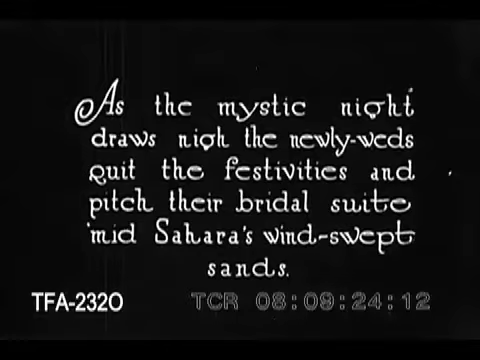 As the mystic night
draws nigh the newly-weds
quit the festivities and
pitch their bridal suite
'mid Sahara's wind-swept
sands.
TFA-232O TCR 08:09:24:12